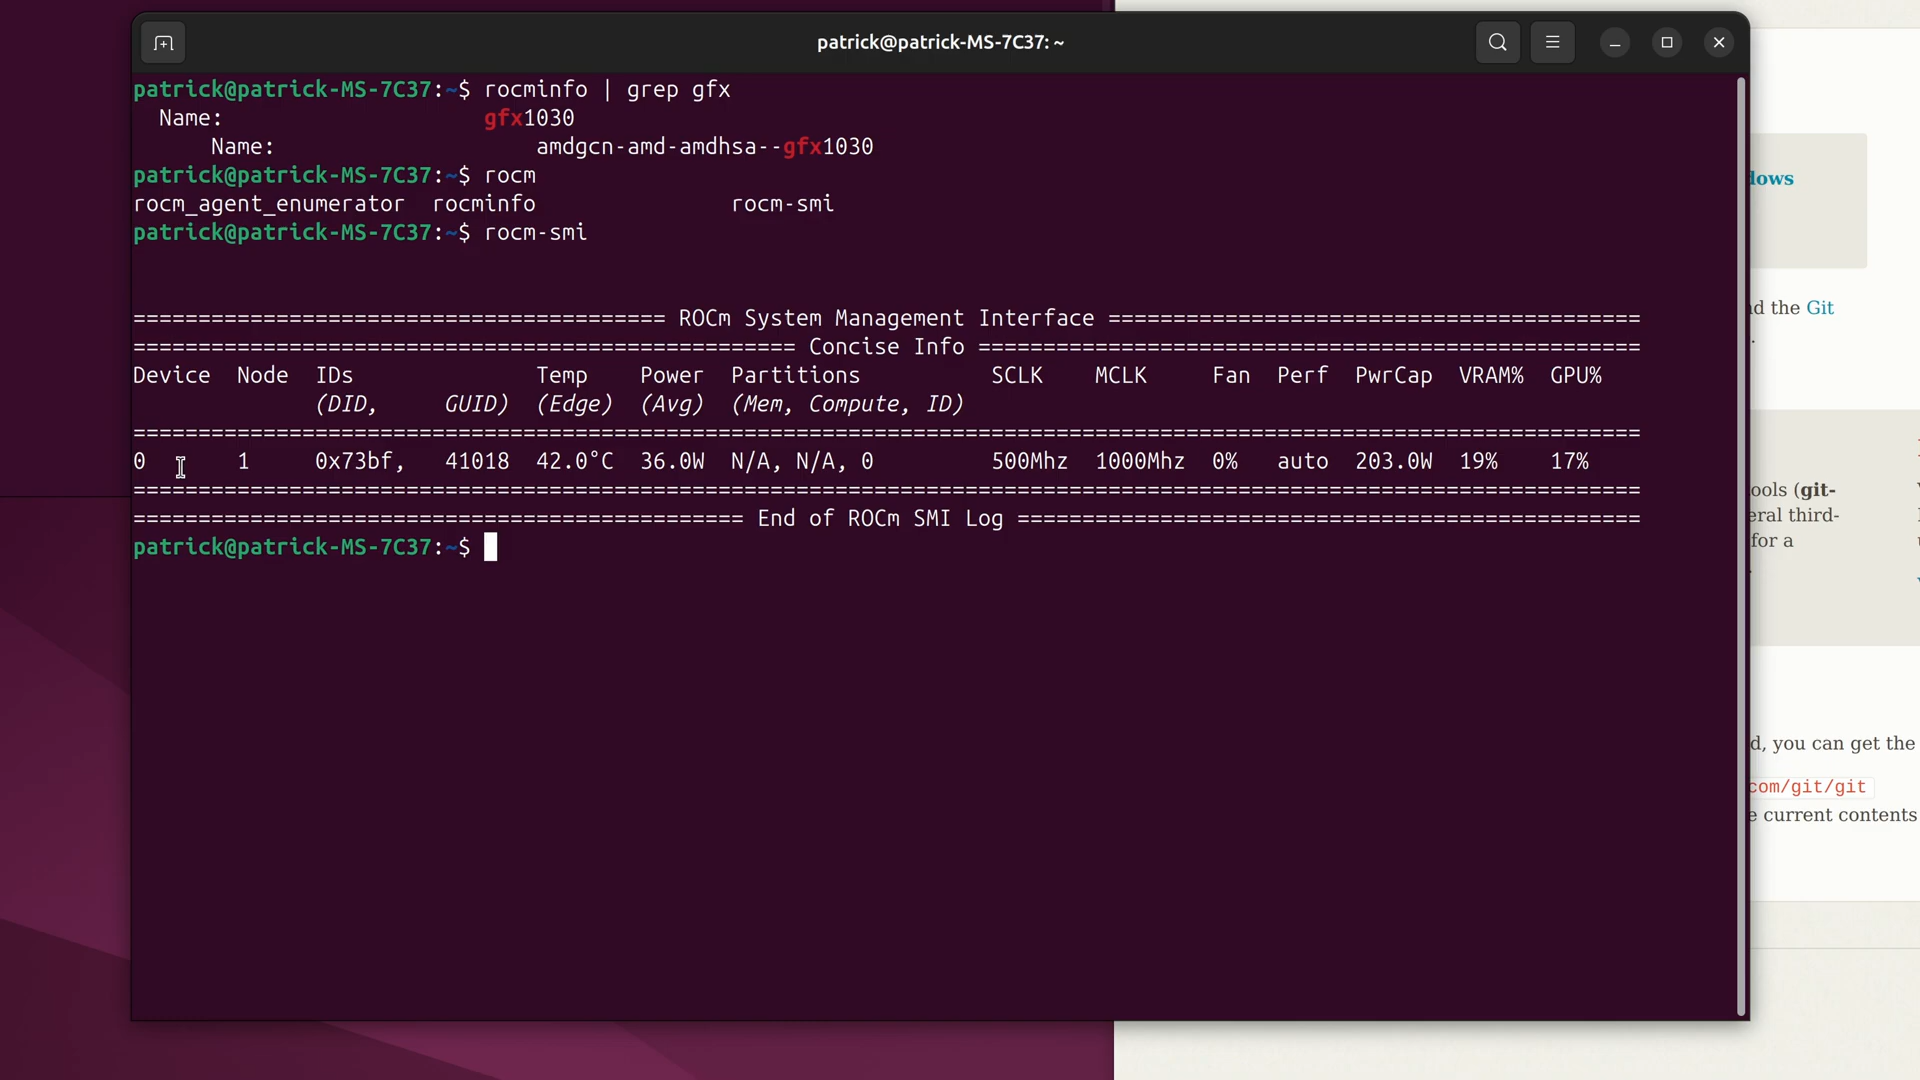 patrick@patrick-MS-7C37: ~
patrick@patrick-MS-7C37:~$ rocminfo | grep gfx
  Name:                    gfx1030
      Name:                    amdgcn-amd-amdhsa--gfx1030
patrick@patrick-MS-7C37:~$ rocm
rocm_agent_enumerator  rocminfo               rocm-smi
patrick@patrick-MS-7C37:~$ rocm-smi
========================================= ROCm System Management Interface =========================================
=================================================== Concise Info ===================================================
Device  Node  IDs              Temp    Power  Partitions          SCLK    MCLK     Fan  Perf  PwrCap  VRAM%  GPU%
              (DID,     GUID)  (Edge)  (Avg)  (Mem, Compute, ID)
====================================================================================================================
0       1     0x73bf,   41018  42.0°C  36.0W  N/A, N/A, 0         500Mhz  1000Mhz  0%   auto  203.0W  19%    17%
====================================================================================================================
=============================================== End of ROCm SMI Log ================================================
patrick@patrick-MS-7C37:~$
the Git
ools (git-
eral third-
for a
d, you can get the
com/git/git
e current contents